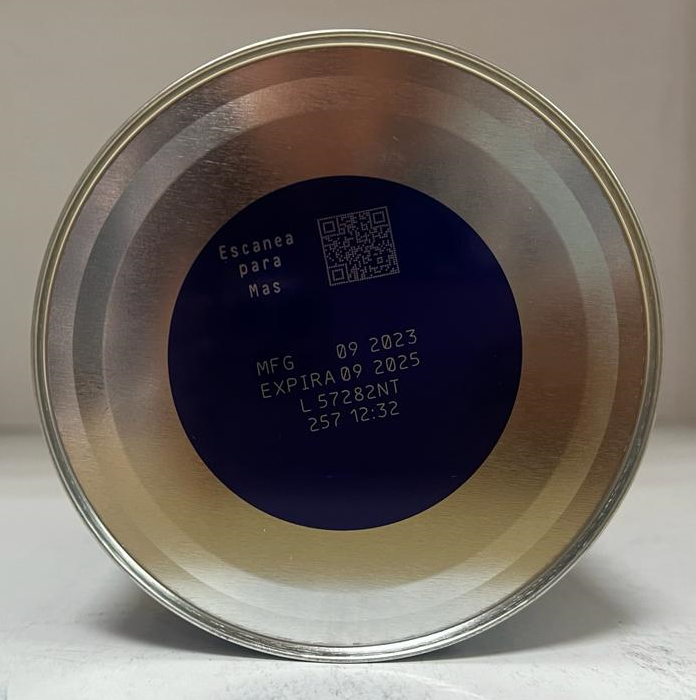 Escanea
para
Mas
MFG 09 2023
EXPIRA 09 2025
L 57282NT
257 12:32